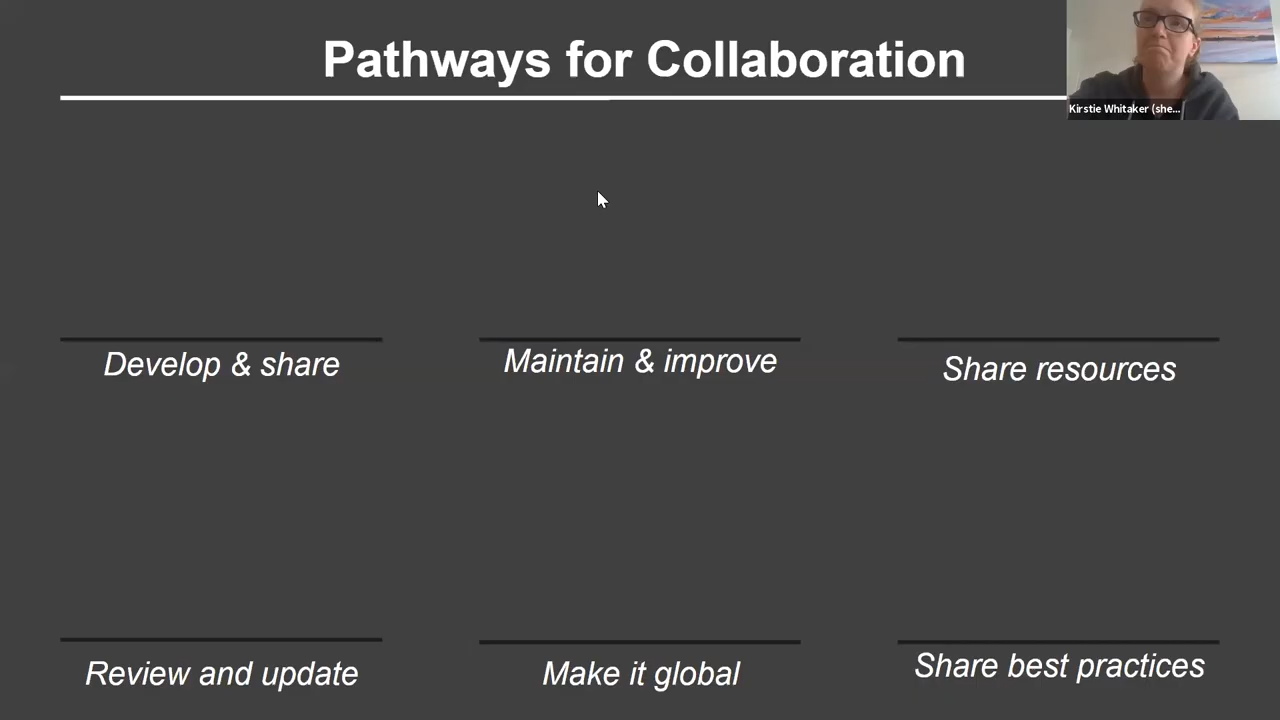 Pathways for Collaboration
Kirstie Whitaker (she...
Develop & share
Maintain & improve
Share resources
Review and update
Make it global
Share best practices